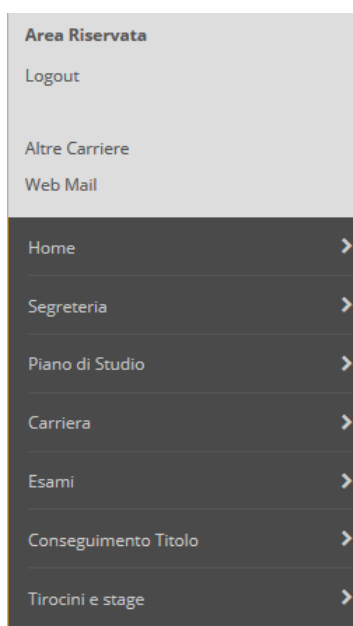 Area Riservata
Logout
Altre Carriere
Web Mail
Home
Segreteria
Piano di Studio
Carriera
Esami
Conseguimento Titolo
Tirocini e stage